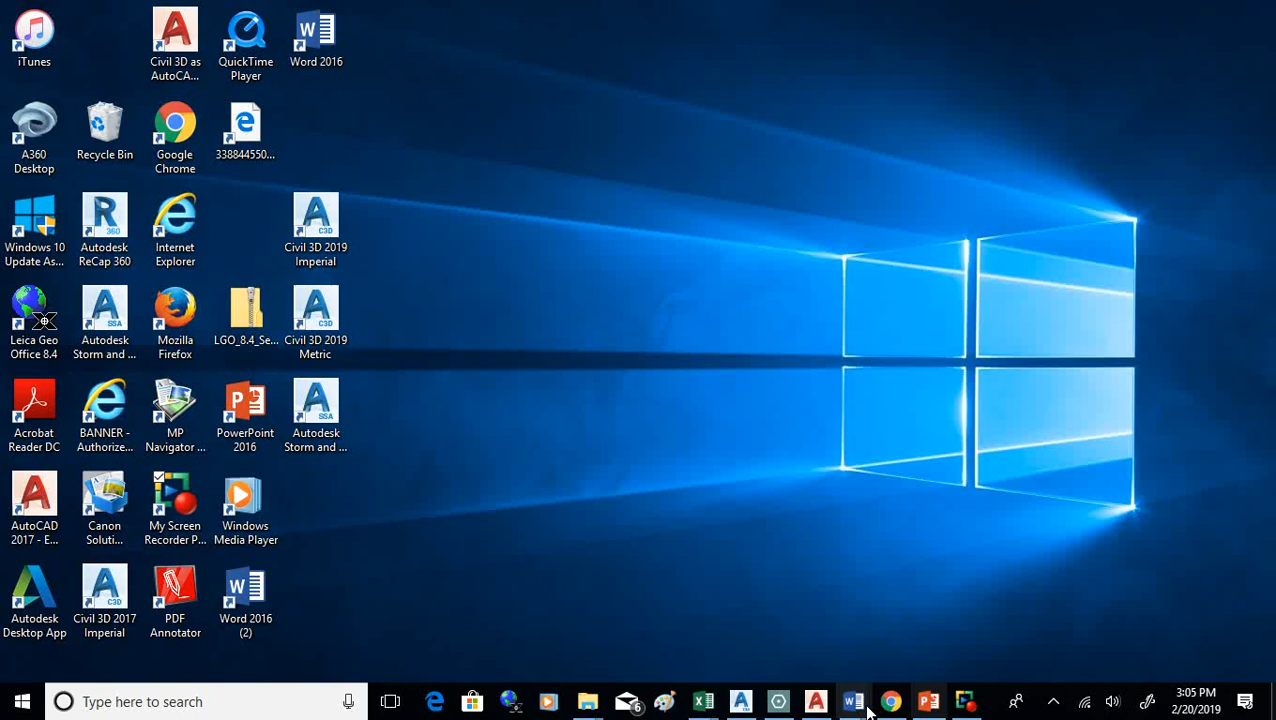 iTunes
Civil 3D as
AutoCA...
QuickTime
Player
Word 2016
A360
Desktop
Recycle Bin
Google
Chrome
338844550...
Windows 10
Update As...
Autodesk
ReCap 360
Internet
Explorer
Civil 3D 2019
Imperial
Leica Geo
Office 8.4
Autodesk
Storm and ...
Mozilla
Firefox
LGO_8.4_Se...
Civil 3D 2019
Metric
Acrobat
Reader DC
BANNER -
Authorize...
MP
Navigator ...
PowerPoint
2016
Autodesk
Storm and ...
AutoCAD
2017 - E...
Canon
Soluti...
My Screen
Recorder P...
Windows
Media Player
Autodesk
Desktop App
Civil 3D 2017
Imperial
PDF
Annotator
Word 2016
(2)
Type here to search
6
3:05 PM
2/20/2019